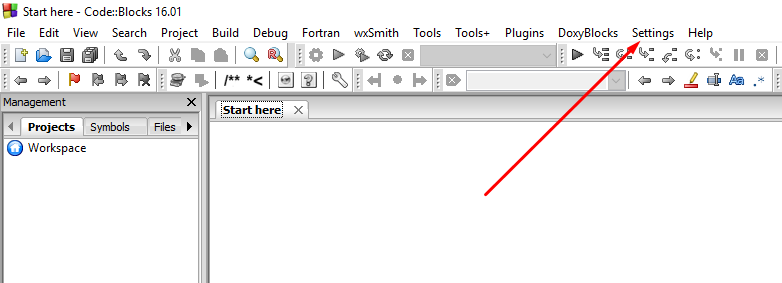 Start here - Code::Blocks 16.01
File Edit View Search Project Build Debug Fortran wxSmith Tools Tools+ Plugins DoxyBlocks Settings Help
/** *< ? Aa .*
Management
Projects Symbols Files Start here
Workspace